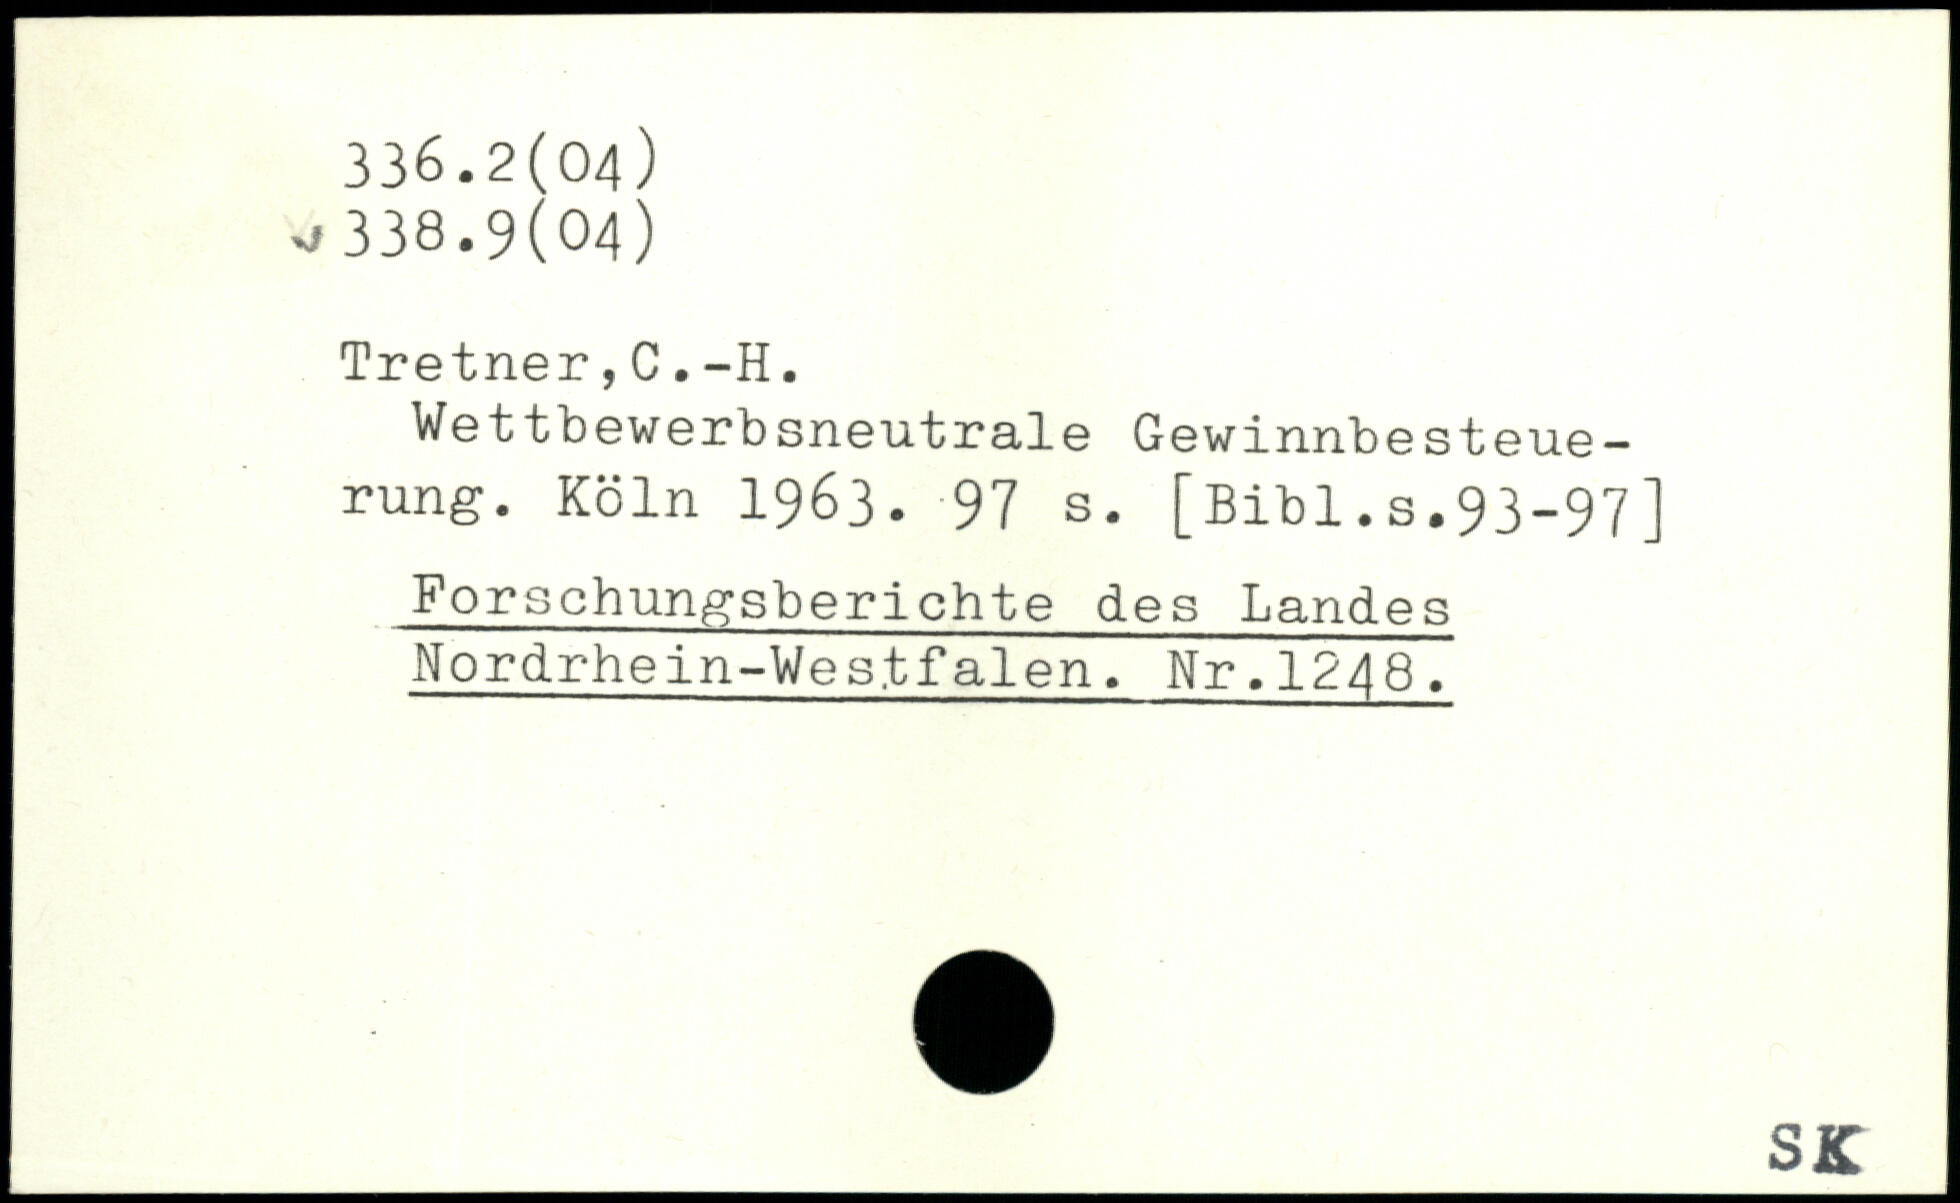 336.2(04)
338.9(04)
Tretner,C.-H.
Wettbewerbsneutrale Gewinnbesteue-
rung. Köln 1963. 97 s. [Bibl.s.93-97]
Forschungsberichte des Landes
Nordrhein-Westfalen. Nr.1248.
SK